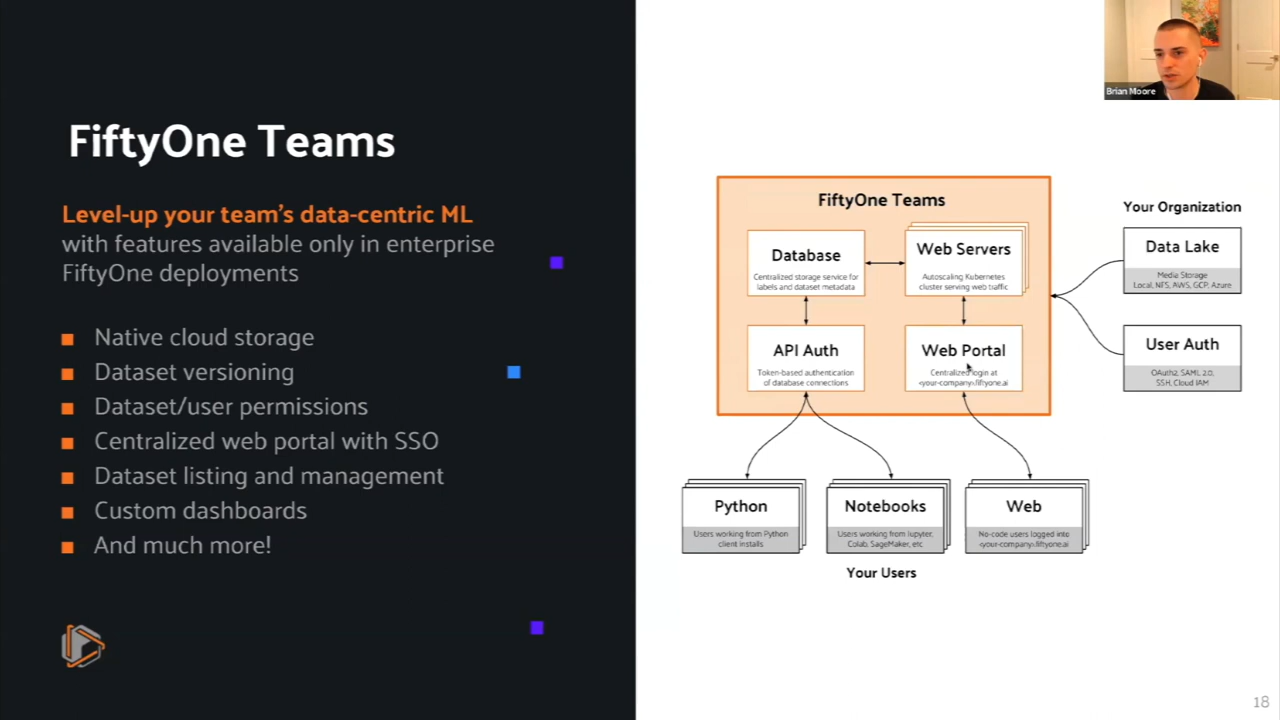 FiftyOne Teams
Level-up your team's data-centric ML
with features available only in enterprise
FiftyOne deployments
Native cloud storage
Dataset versioning
Dataset/user permissions
Centralized web portal with SSO
Dataset listing and management
Custom dashboards
And much more!
Brian Moore
FiftyOne Teams
Database
Centralized storage service for
labels and dataset metadata
Web Servers
Autoscaling Kubernetes
cluster serving web traffic
API Auth
Token-based authentication
of database connections
Web Portal
Centralized login at
<your-company>.fiftyone.ai
Your Organization
Data Lake
Media Storage
Local, NFS, AWS, GCP, Azure
User Auth
OAuth2, SAML 2.0,
SSH, Cloud IAM
Python
Users working from Python
client installs
Notebooks
Users working from Jupyter,
Colab, SageMaker, etc
Web
No-code users logged into
<your-company>.fiftyone.ai
Your Users
18